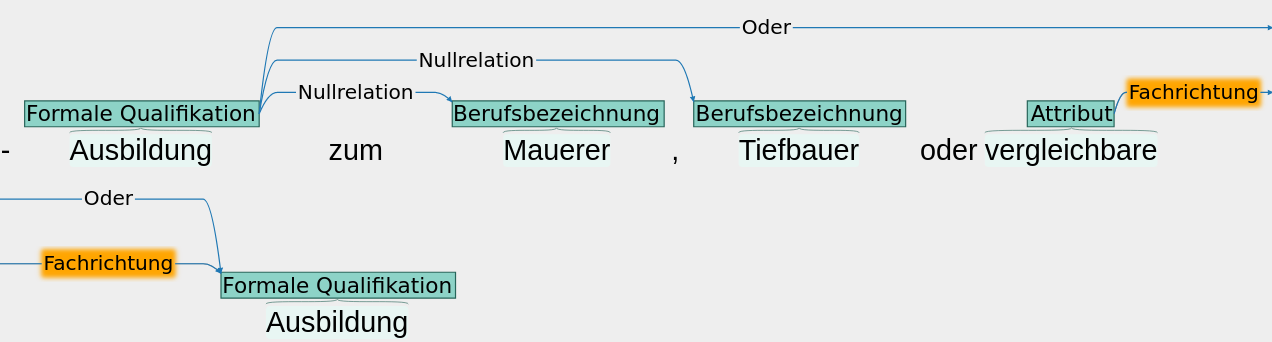 Oder
Nullrelation
Nullrelation Fachrichtung
Formale Qualifikation Berufsbezeichnung Berufsbezeichnung Attribut
- Ausbildung zum Mauerer , Tiefbauer oder vergleichbare
Oder
Fachrichtung
Formale Qualifikation
Ausbildung